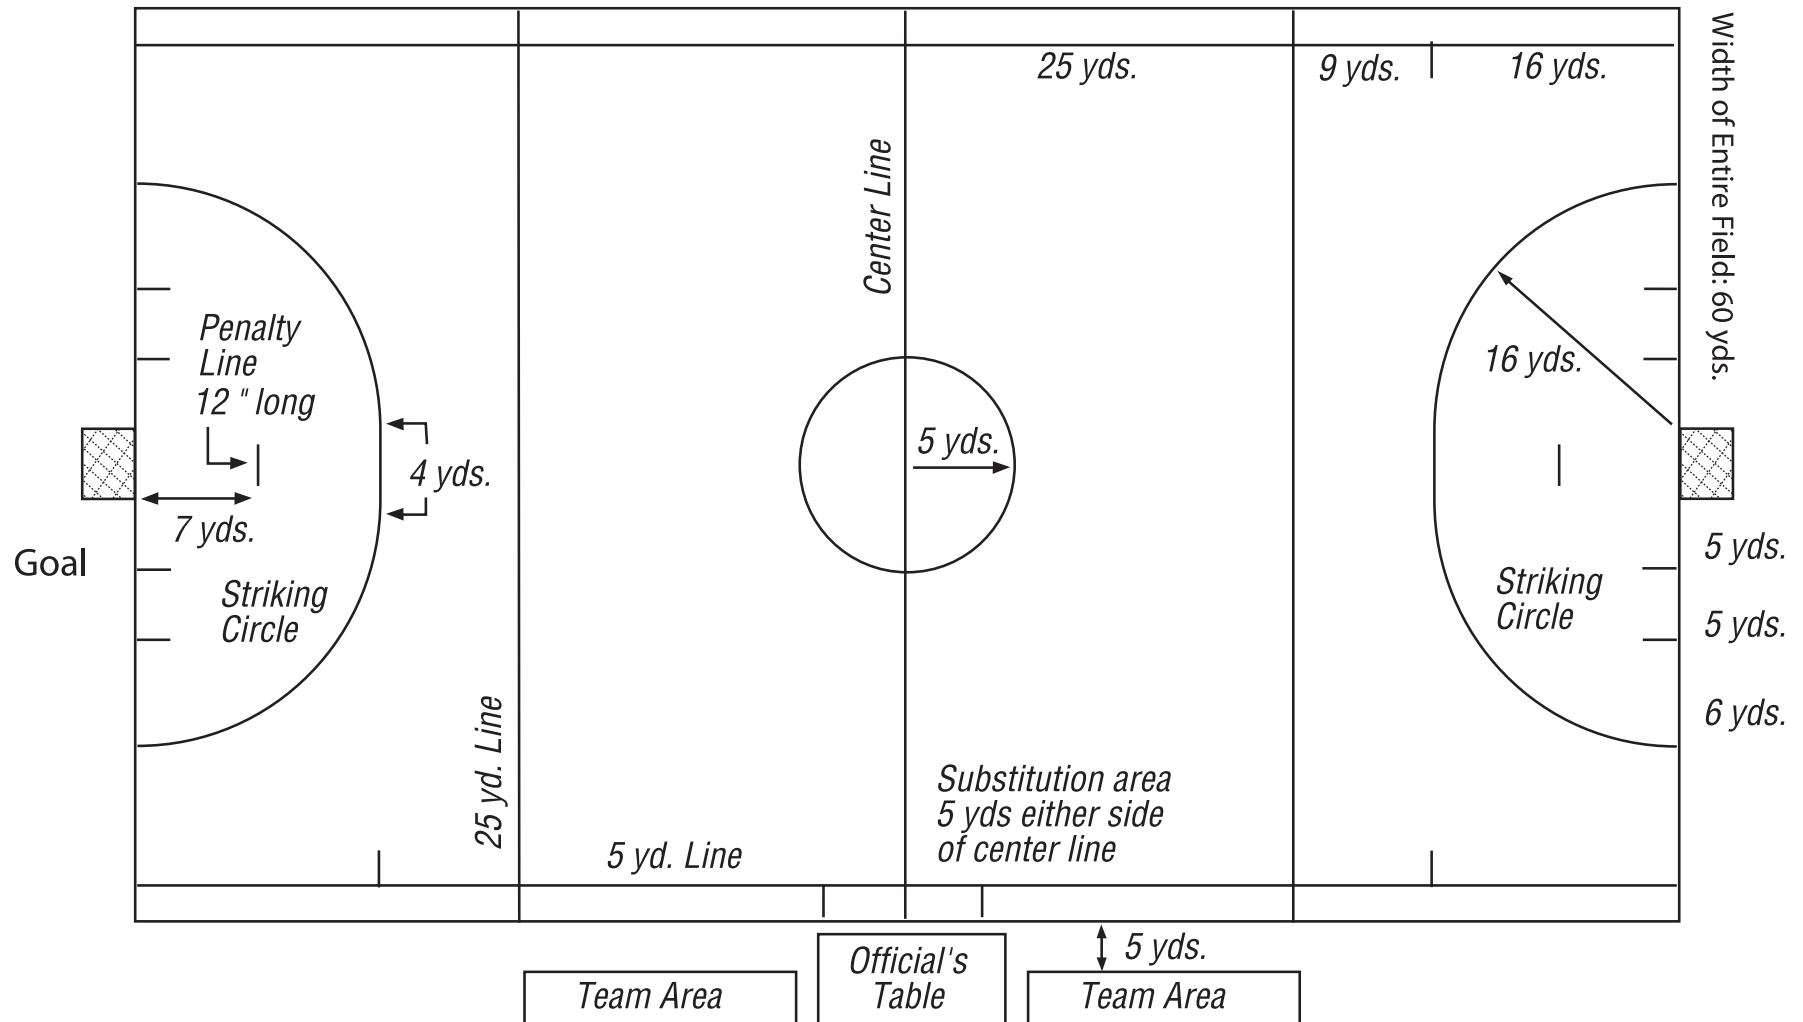 25 yds.
9 yds.
16 yds.
Width of Entire Field: 60 yds.
Center Line
Penalty
Line
12 " long
16 yds.
4 yds.
5 yds.
7 yds.
Goal
Striking
Circle
5 yds.
Striking
Circle
5 yds.
6 yds.
25 yd. Line
Substitution area
5 yds either side
of center line
5 yd. Line
5 yds.
Official's
Table
Team Area
Team Area